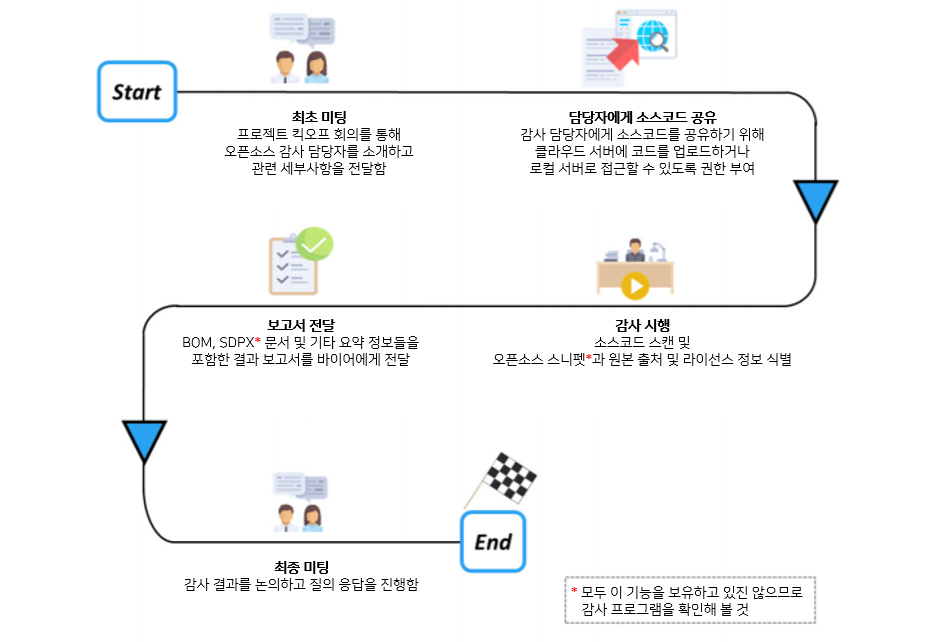 Start
최초 미팅
프로젝트 킥오프 회의를 통해
오픈소스 감사 담당자를 소개하고
관련 세부사항을 전달함
담당자에게 소스코드 공유
감사 담당자에게 소스코드를 공유하기 위해
클라우드 서버에 코드를 업로드하거나
로컬 서버로 접근할 수 있도록 권한 부여
감사 시행
소스코드 스캔 및
오픈소스 스니펫*과 원본 출처 및 라이선스 정보 식별
보고서 전달
BOM, SDPX* 문서 및 기타 요약 정보들을
포함한 결과 보고서를 바이어에게 전달
최종 미팅
감사 결과를 논의하고 질의 응답을 진행함
End
* 모두 이 기능을 보유하고 있진 않으므로
감사 프로그램을 확인해 볼 것